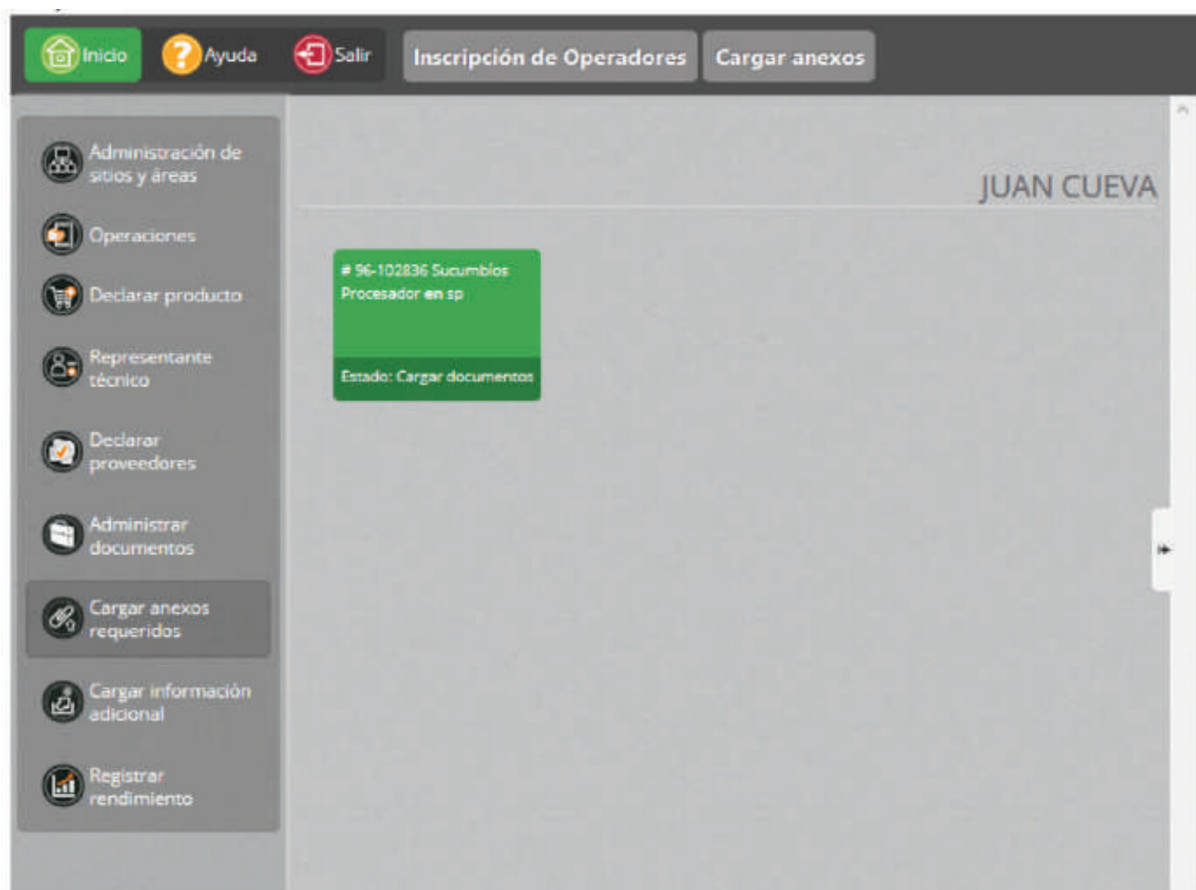 Inicio
Ayuda
Salir
Inscripción de Operadores
Cargar anexos
Administración de
sitios y áreas
Operaciones
Declarar producto
Representante
técnico
Declarar
proveedores
Administrar
documentos
Cargar anexos
requeridos
Cargar información
adicional
Registrar
rendimiento
JUAN CUEVA
# 96-102836 Sucumbíos
Procesador en sp
Estado: Cargar documentos